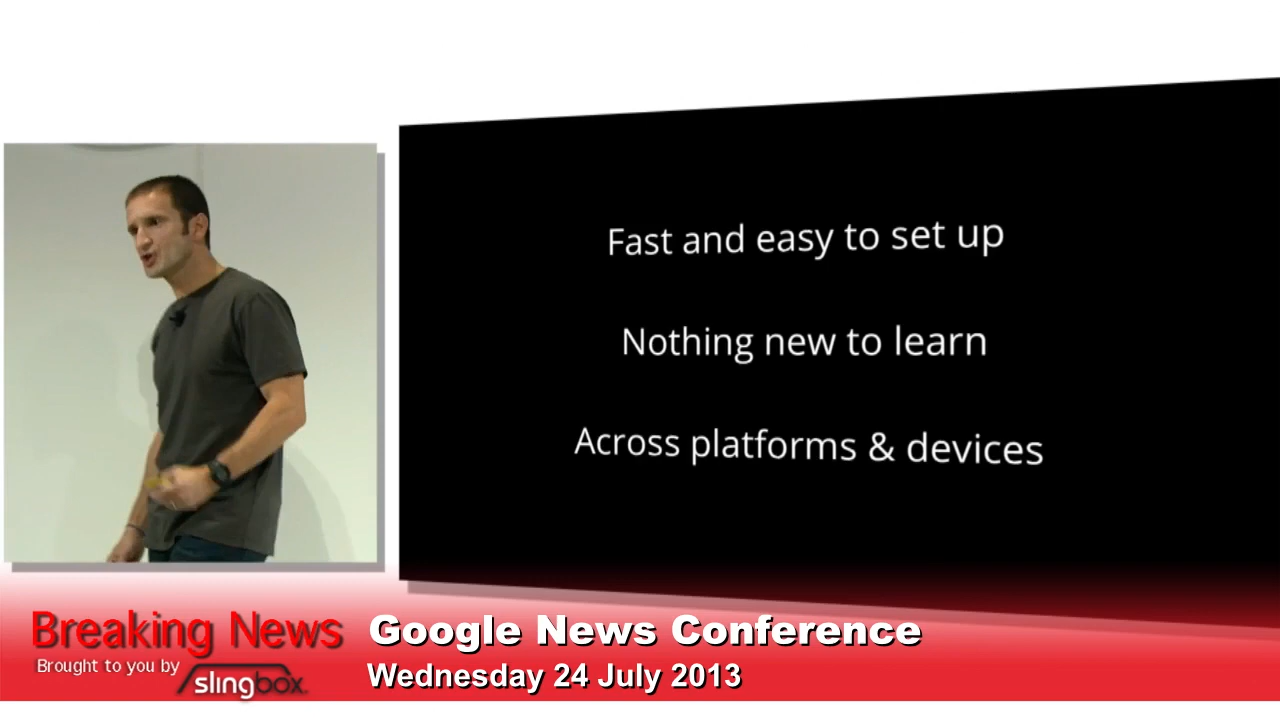 Fast and easy to set up
Nothing new to learn
Across platforms & devices
Breaking News
Brought to you by slingbox
Google News Conference
Wednesday 24 July 2013